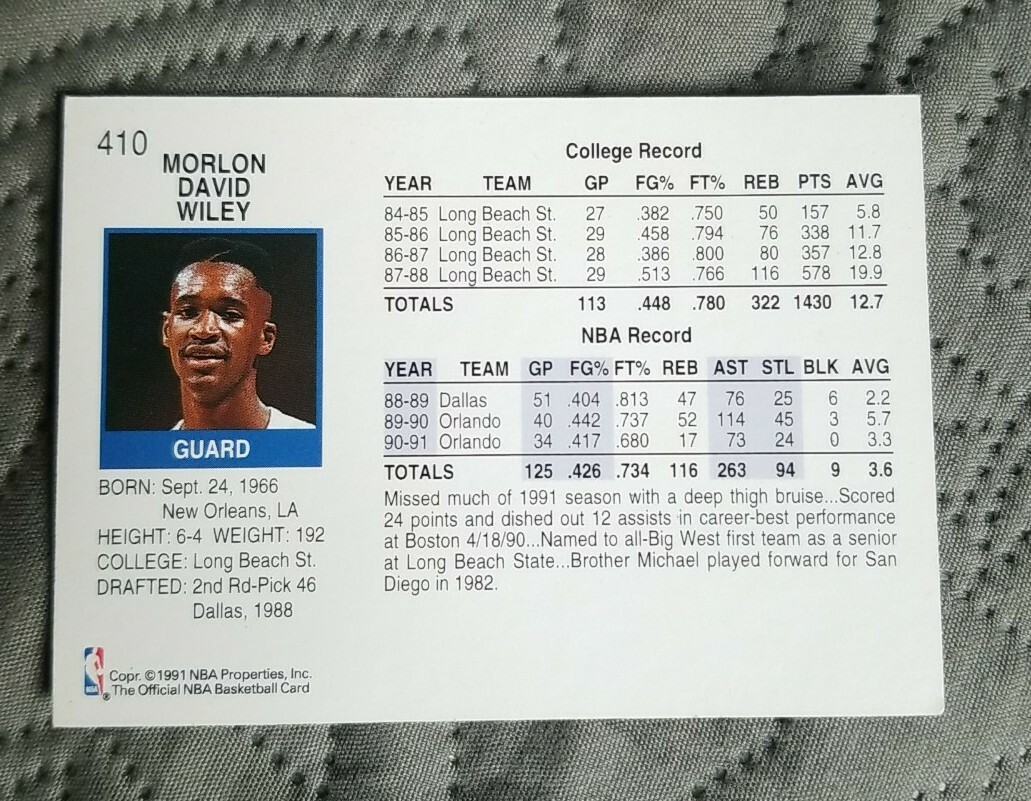 410
MORLON
DAVID
WILEY
GUARD
BORN: Sept. 24, 1966
New Orleans, LA
HEIGHT: 6-4 WEIGHT: 192
COLLEGE: Long Beach St.
DRAFTED: 2nd Rd-Pick 46
Dallas, 1988
NBA ®
Copr. ©1991 NBA Properties, Inc.
The Official NBA Basketball Card
College Record
YEAR TEAM GP FG% FT% REB PTS AVG
84-85 Long Beach St. 27 .382 .750 50 157 5.8
85-86 Long Beach St. 29 .458 .794 76 338 11.7
86-87 Long Beach St. 28 .386 .800 80 357 12.8
87-88 Long Beach St. 29 .513 .766 116 578 19.9
TOTALS 113 .448 .780 322 1430 12.7
NBA Record
YEAR TEAM GP FG% FT% REB AST STL BLK AVG
88-89 Dallas 51 .404 .813 47 76 25 6 2.2
89-90 Orlando 40 .442 .737 52 114 45 3 5.7
90-91 Orlando 34 .417 .680 17 73 24 0 3.3
TOTALS 125 .426 .734 116 263 94 9 3.6
Missed much of 1991 season with a deep thigh bruise...Scored
24 points and dished out 12 assists in career-best performance
at Boston 4/18/90...Named to all-Big West first team as a senior
at Long Beach State...Brother Michael played forward for San
Diego in 1982.